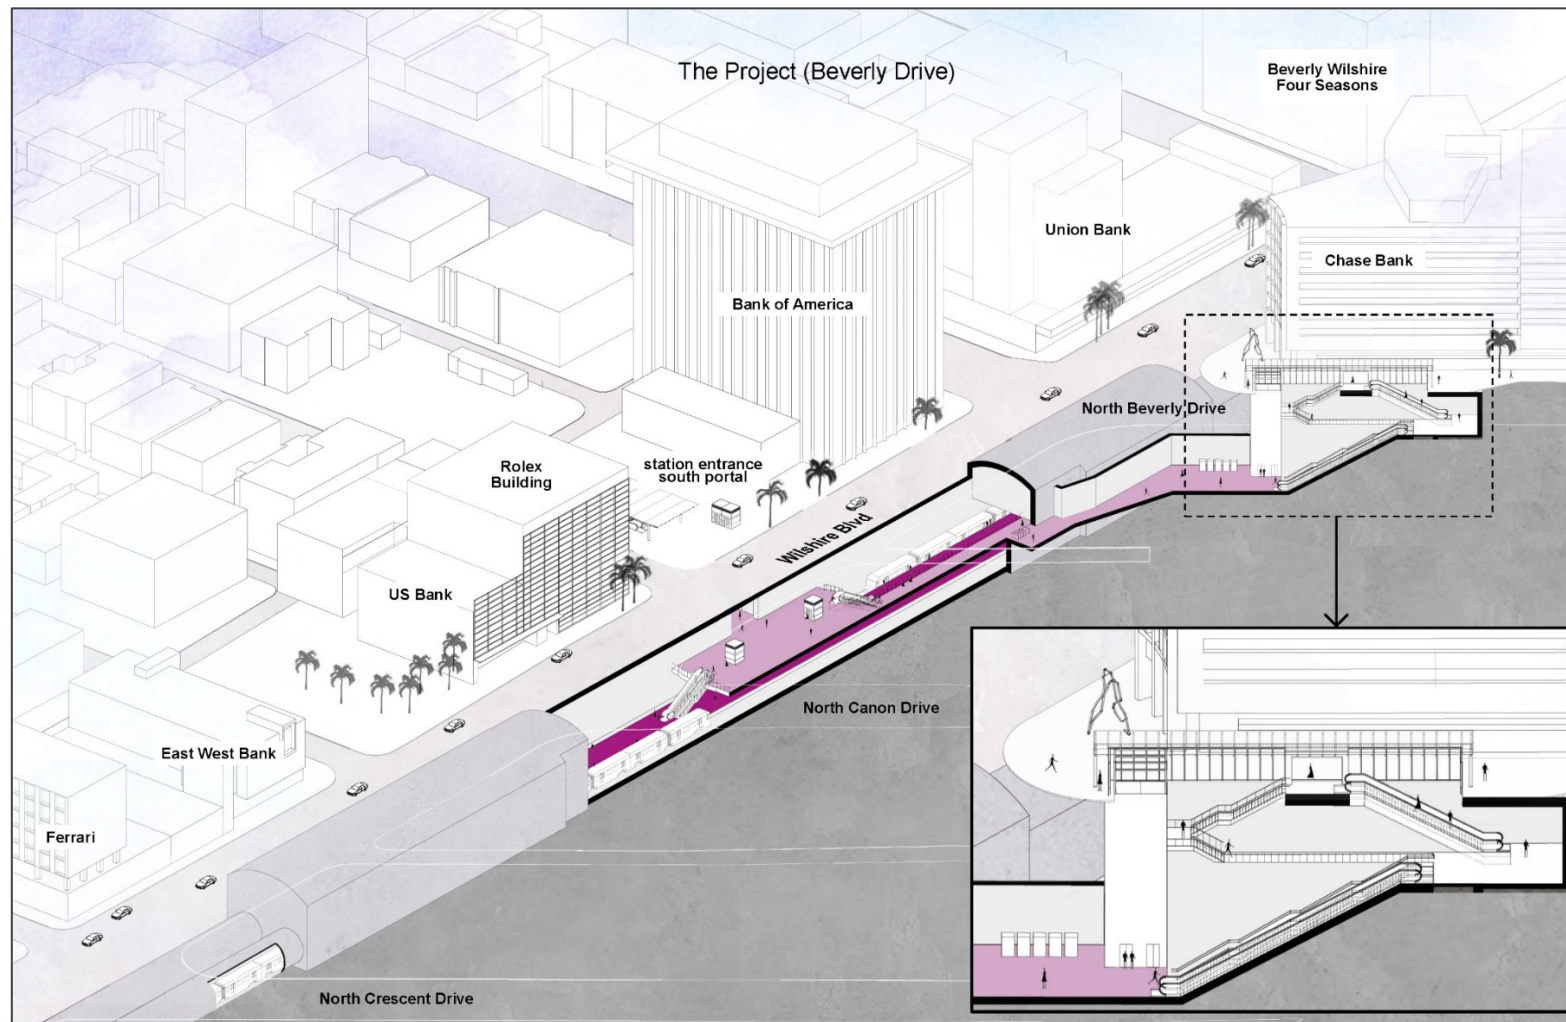 The Project (Beverly Drive)
Beverly Wilshire
Four Seasons
Union Bank
Chase Bank
Bank of America
North Beverly Drive
Rolex
Building
station entrance
south portal
Wilshire Blvd
US Bank
North Canon Drive
East West Bank
Ferrari
North Crescent Drive